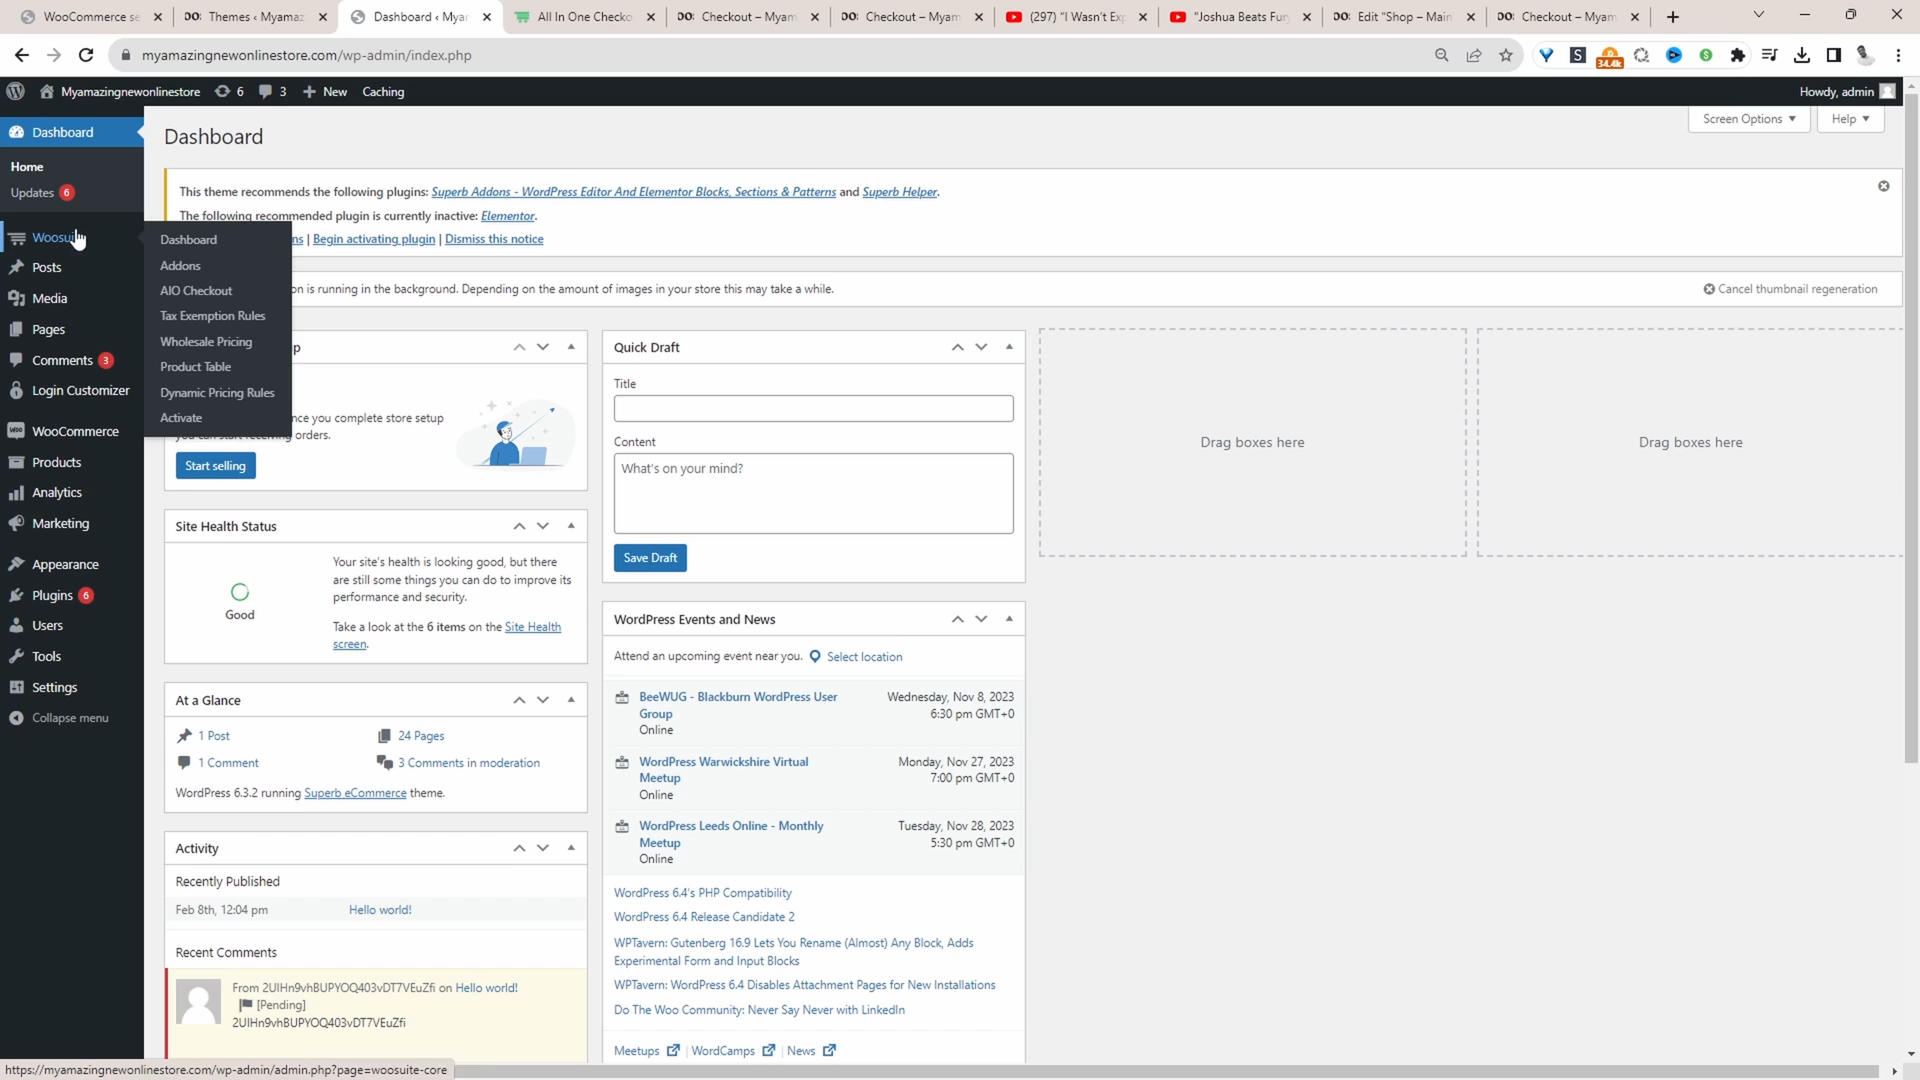 WooCommerce se
Themes ‹ Myamaz
Dashboard ‹ Myar
All In One Checko
Checkout – Myam
Checkout – Myam
(297) "I Wasn't Ex
"Joshua Beats Fur
Edit "Shop – Main
Checkout – Myam
myamazingnewonlinestore.com/wp-admin/index.php
34.4k
Myamazingnewonlinestore
6
3
New
Caching
Howdy, admin
Dashboard
Home
Updates 6
Woosuit
Posts
Media
Pages
Comments 3
Login Customizer
WooCommerce
Products
Analytics
Marketing
Appearance
Plugins 6
Users
Tools
Settings
Collapse menu
Dashboard
Addons
AIO Checkout
Tax Exemption Rules
Wholesale Pricing
Product Table
Dynamic Pricing Rules
Activate
Dashboard
Screen Options
Help
This theme recommends the following plugins: Superb Addons - WordPress Editor And Elementor Blocks, Sections & Patterns and Superb Helper.
The following recommended plugin is currently inactive: Elementor.
ns | Begin activating plugin | Dismiss this notice
on is running in the background. Depending on the amount of images in your store this may take a while.
Cancel thumbnail regeneration
p
nce you complete store setup
you can start receiving orders.
Start selling
Site Health Status
Good
Your site's health is looking good, but there
are still some things you can do to improve its
performance and security.
Take a look at the 6 items on the Site Health
screen.
At a Glance
1 Post
24 Pages
1 Comment
3 Comments in moderation
WordPress 6.3.2 running Superb eCommerce theme.
Activity
Recently Published
Feb 8th, 12:04 pm
Hello world!
Recent Comments
From 2UIHn9vhBUPYOQ403vDT7VEuZfi on Hello world!
[Pending]
2UIHn9vhBUPYOQ403vDT7VEuZfi
Quick Draft
Title
Content
What's on your mind?
Save Draft
WordPress Events and News
Attend an upcoming event near you. Select location
BeeWUG - Blackburn WordPress User
Group
Online
Wednesday, Nov 8, 2023
6:30 pm GMT+0
WordPress Warwickshire Virtual
Meetup
Online
Monday, Nov 27, 2023
7:00 pm GMT+0
WordPress Leeds Online - Monthly
Meetup
Online
Tuesday, Nov 28, 2023
5:30 pm GMT+0
WordPress 6.4's PHP Compatibility
WordPress 6.4 Release Candidate 2
WPTavern: Gutenberg 16.9 Lets You Rename (Almost) Any Block, Adds
Experimental Form and Input Blocks
WPTavern: WordPress 6.4 Disables Attachment Pages for New Installations
Do The Woo Community: Never Say Never with LinkedIn
Meetups | WordCamps | News
Drag boxes here
Drag boxes here
https://myamazingnewonlinestore.com/wp-admin/admin.php?page=woosuite-core